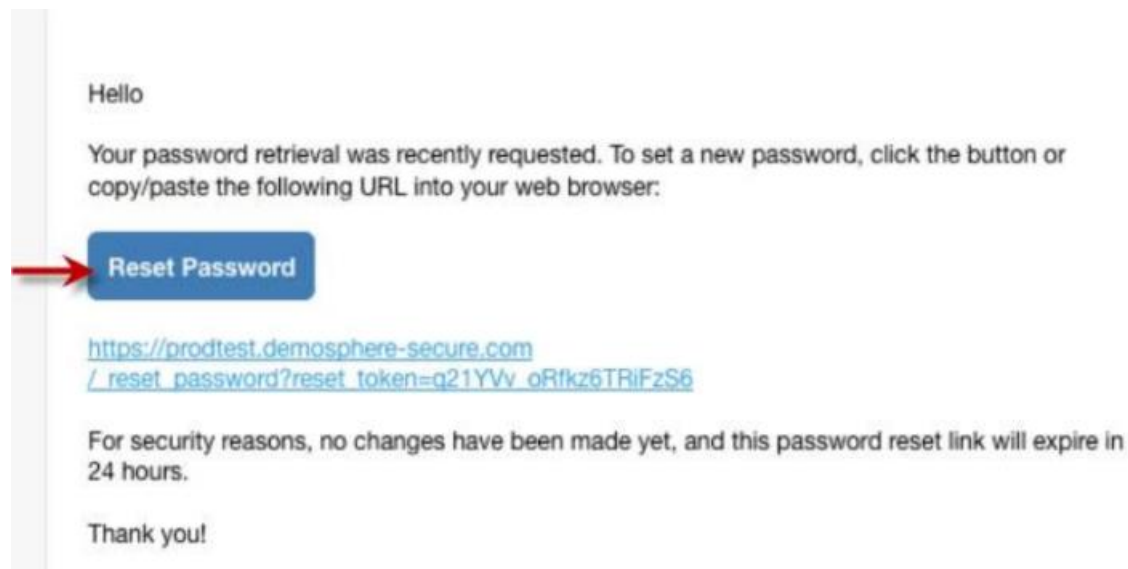 Hello
Your password retrieval was recently requested. To set a new password, click the button or
copy/paste the following URL into your web browser:
Reset Password
https://prodtest.demosphere-secure.com
/_reset_password?reset_token=q21YVv_oRfkz6TRiFzS6
For security reasons, no changes have been made yet, and this password reset link will expire in
24 hours.
Thank you!